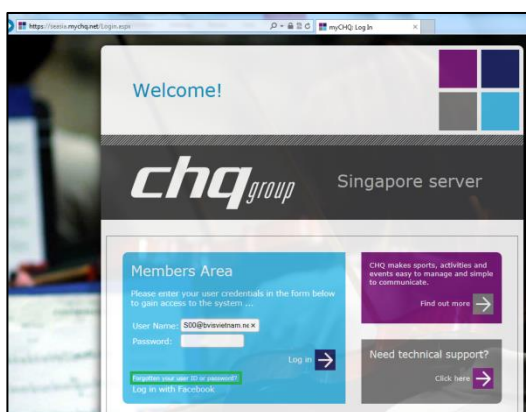 https://seasia.mychq.net/Login.aspx
myCHQ: Log In
Welcome!
chq group
Singapore server
Members Area
Please enter your user credentials in the form below
to gain access to the system ...
User Name: S00@bvisvietnam.ne
Password:
Log in
Forgotten your user ID or password?
Log in with Facebook
CHQ makes sports, activities and
events easy to manage and simple
to communicate.
Find out more
Need technical support?
Click here